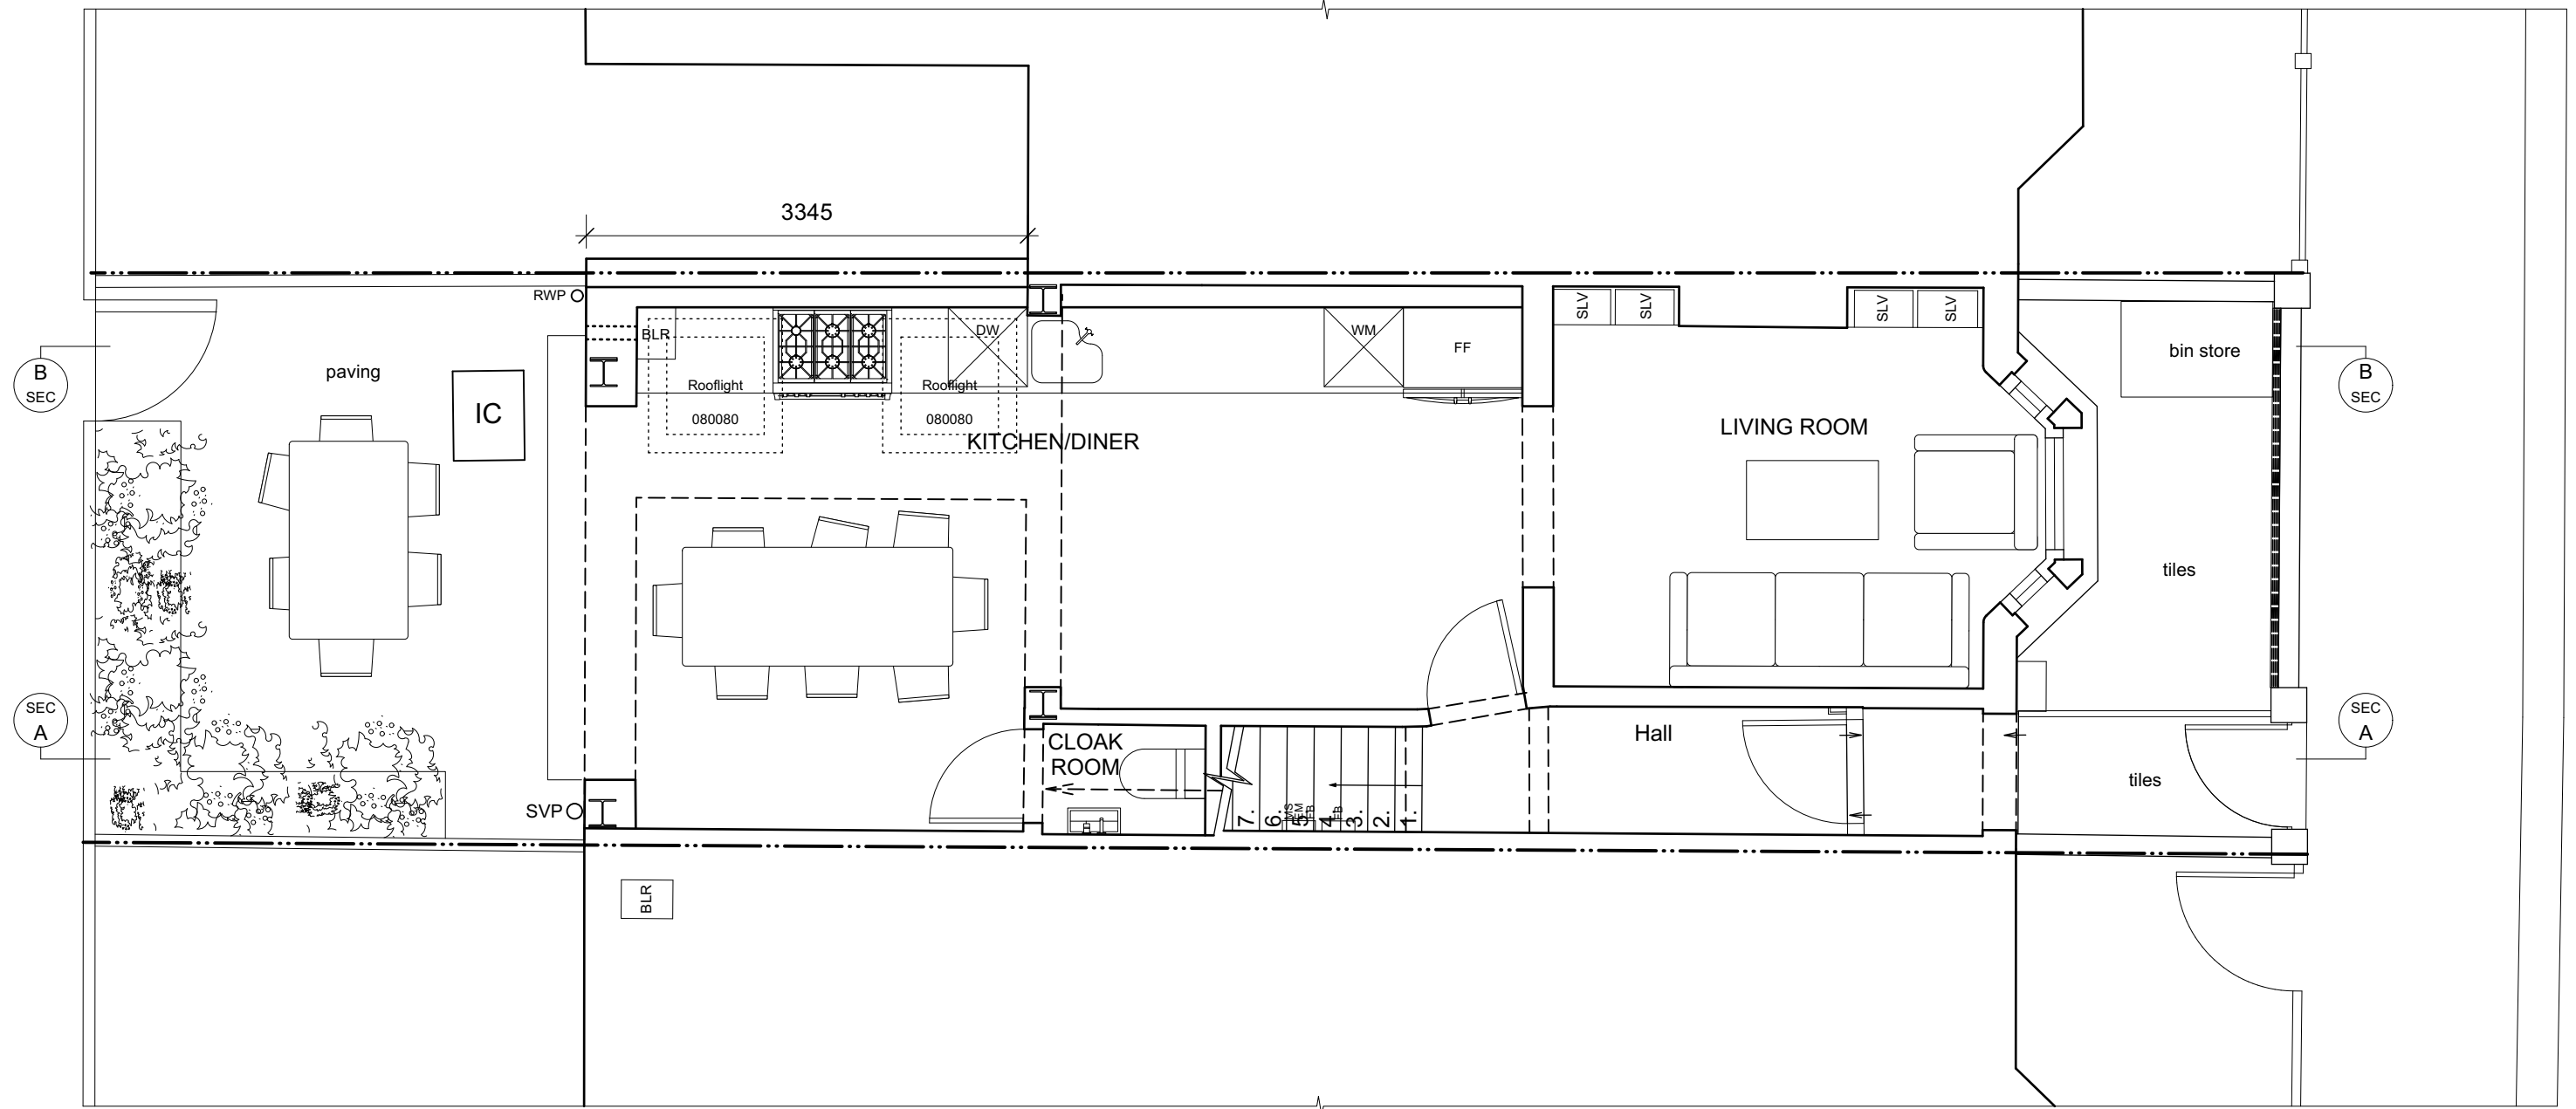 3345
RWP
BLR
DW
WM
FF
SLV
SLV
SLV
SLV
bin store
B
SEC
paving
IC
Rooflight
080080
Rooflight
080080
KITCHEN/DINER
LIVING ROOM
B
SEC
tiles
SEC
A
CLOAK
ROOM
Hall
SEC
A
tiles
SVP
7.
6.
5.
4.
3.
2.
1.
BLR